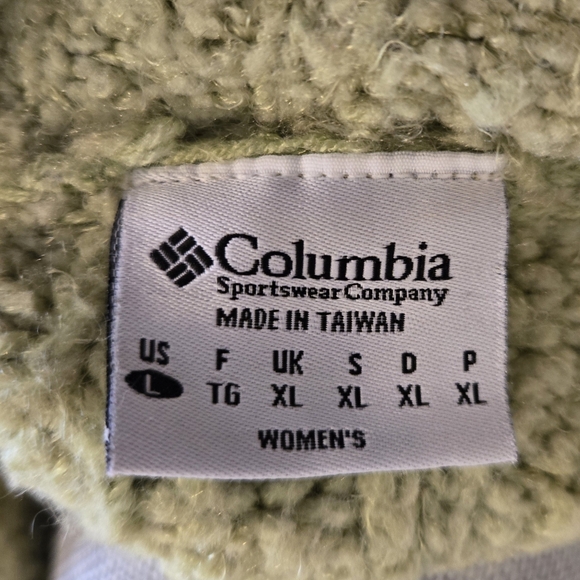 Columbia
Sportswear Company
MADE IN TAIWAN
US F UK S D P
L TG XL XL XL XL
WOMEN'S